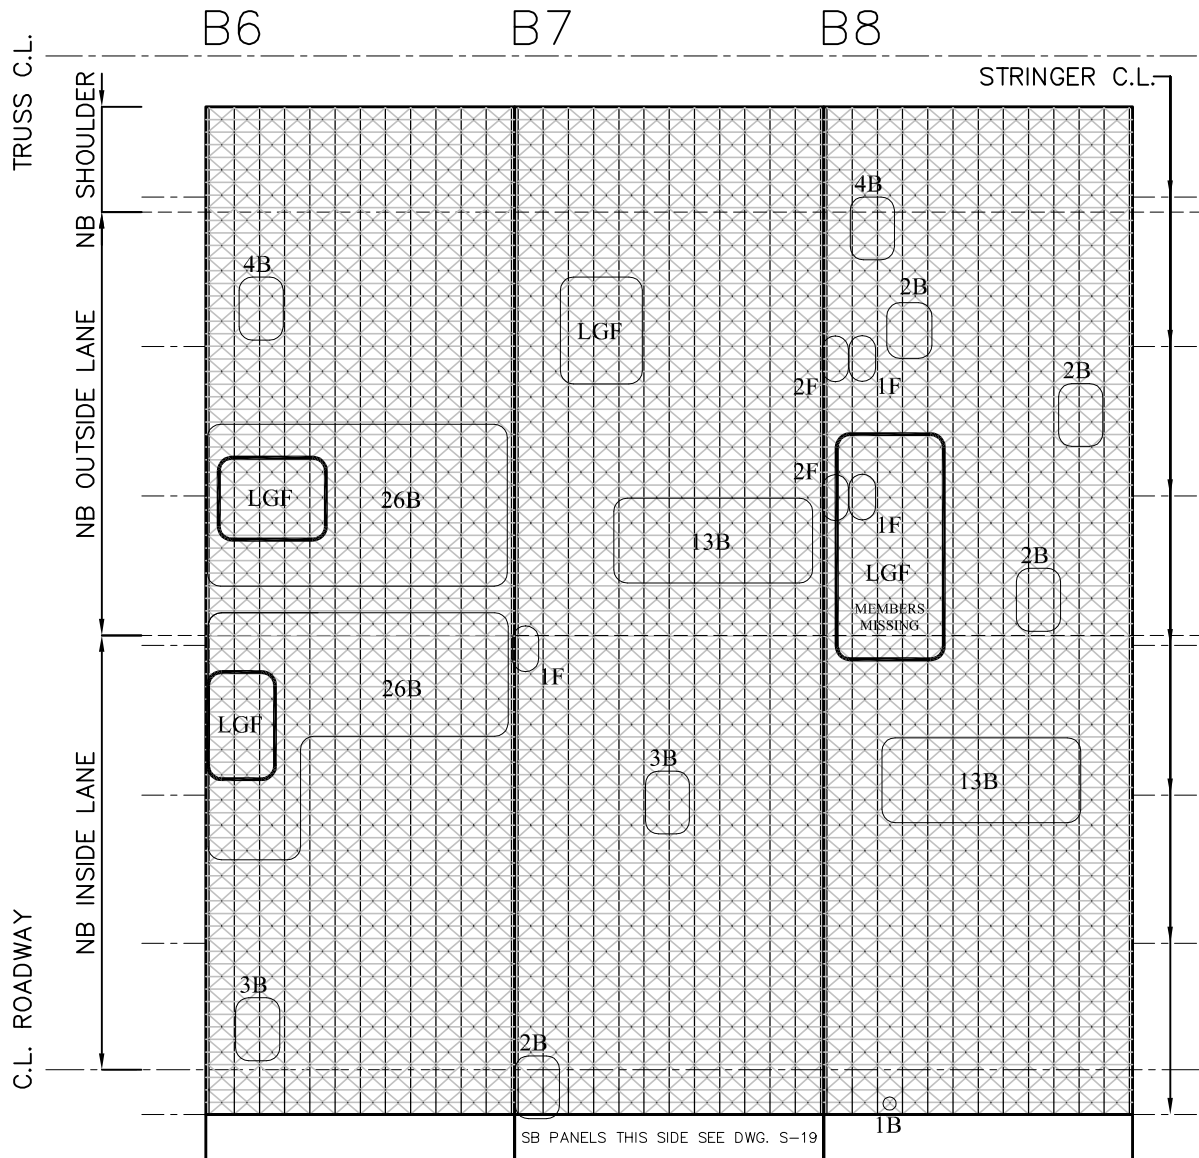 B6 B7 B8
TRUSS C.L.
STRINGER C.L.
NB SHOULDER
4B
4B
2B
NB OUTSIDE LANE
LGF
2F 1F
2B
2F
LGF
26B
1F
13B
LGF
2B
MEMBERS
MISSING
1F
26B
LGF
3B
13B
NB INSIDE LANE
C.L. ROADWAY
3B
2B
1B
SB PANELS THIS SIDE SEE DWG. S-19